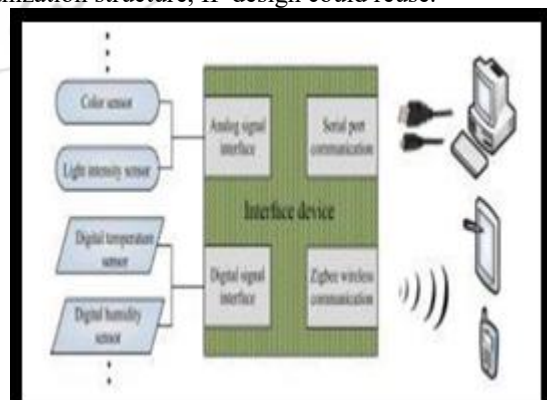 Color sensor
Light intensity sensor
Digital temperature
sensor
Digital humidity
sensor
Analog signal
interface
Digital signal
interface
Interface device
Serial port
communication
Zigbee wireless
communication